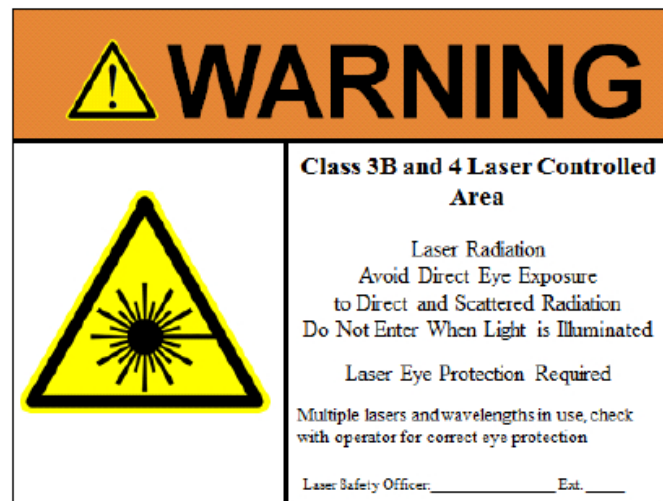 WARNING
Class 3B and 4 Laser Controlled
Area
Laser Radiation
Avoid Direct Eye Exposure
to Direct and Scattered Radiation
Do Not Enter When Light is Illuminated
Laser Eye Protection Required
Multiple lasers and wavelengths in use, check
with operator for correct eye protection
Laser Safety Officer:__________________ Ext. _____